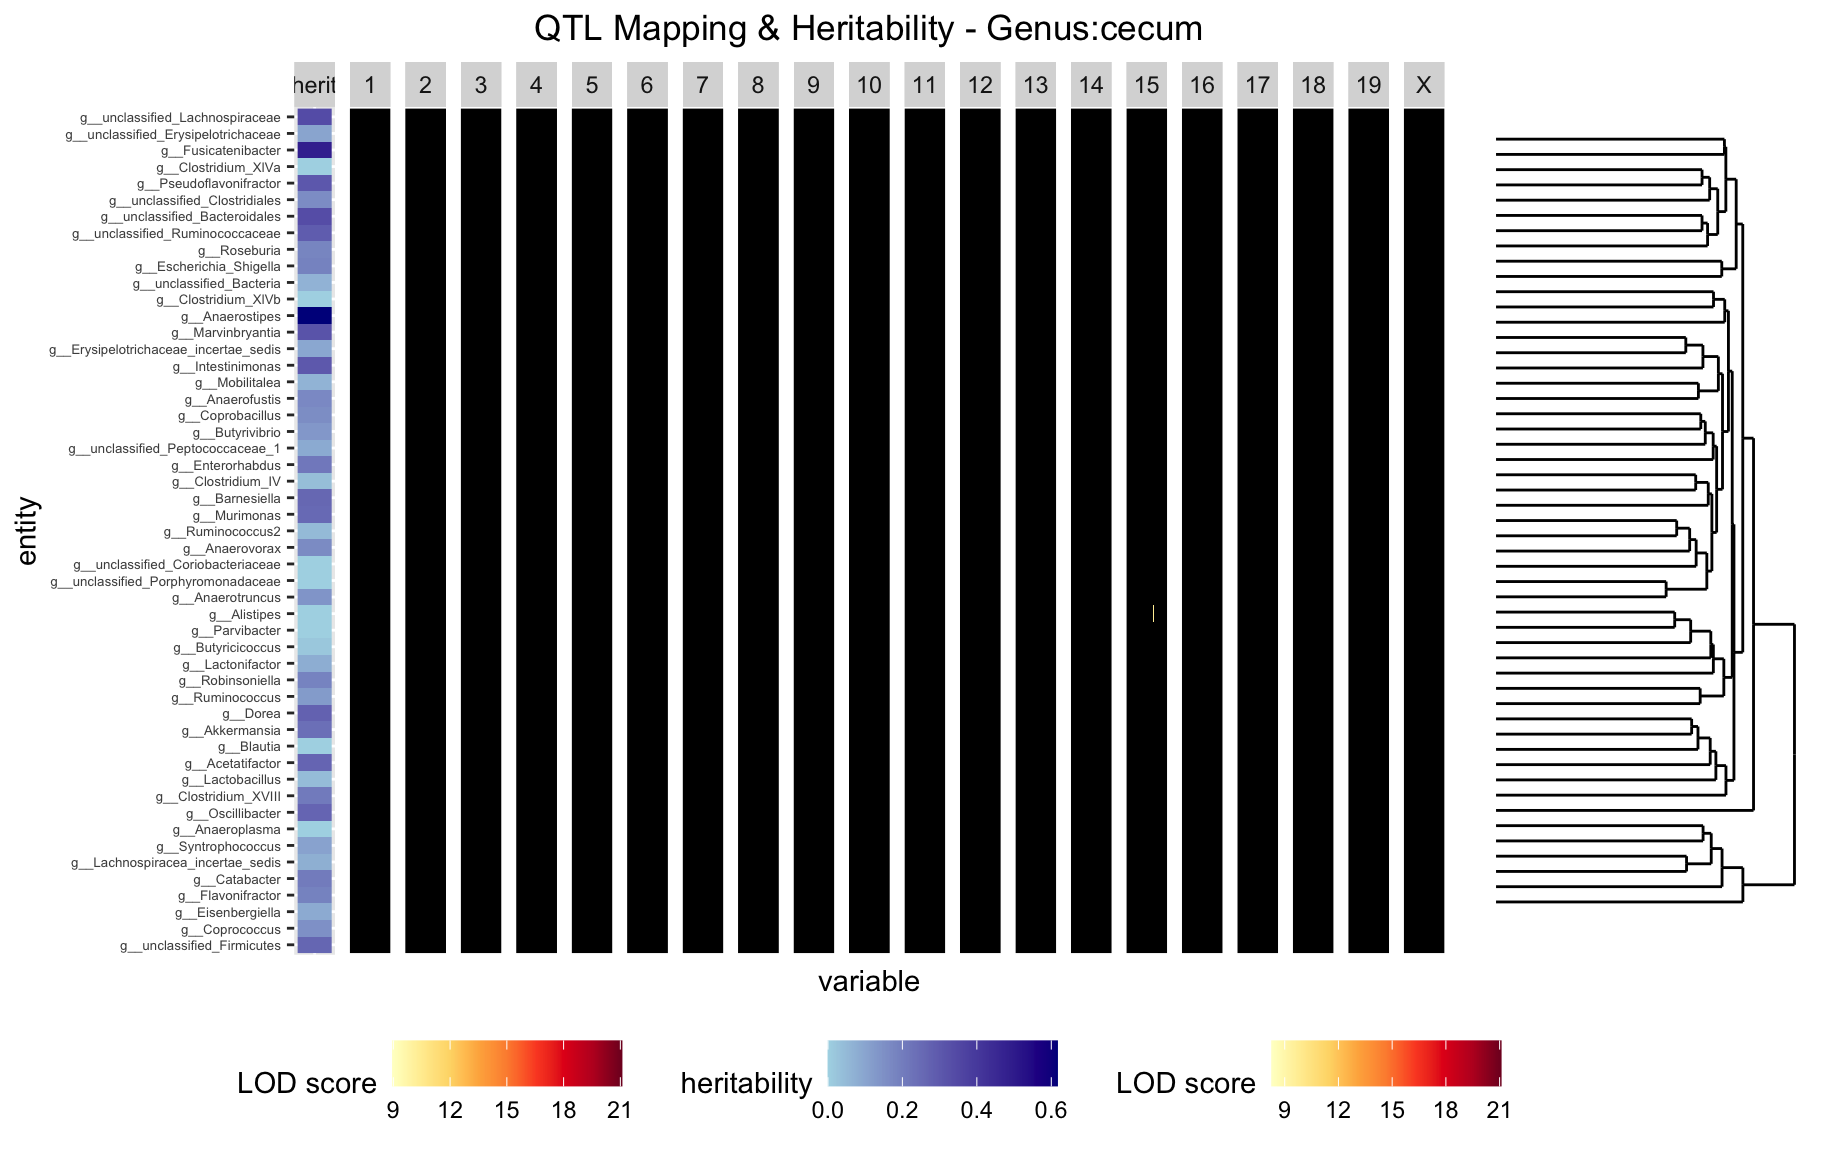 QTL Mapping & Heritability - Genus:cecum
herit 1 2 3 4 5 6 7 8 9 10 11 12 13 14 15 16 17 18 19 X
g__unclassified_Lachnospiraceae
g__unclassified_Erysipelotrichaceae
g__Fusicatenibacter
g__Clostridium_XlVa
g__Pseudoflavonifractor
g__unclassified_Clostridiales
g__unclassified_Bacteroidales
g__unclassified_Ruminococcaceae
g__Roseburia
g__Escherichia_Shigella
g__unclassified_Bacteria
g__Clostridium_XlVb
g__Anaerostipes
g__Marvinbryantia
g__Erysipelotrichaceae_incertae_sedis
g__Intestinimonas
g__Mobilitalea
g__Anaerofustis
g__Coprobacillus
g__Butyrivibrio
g__unclassified_Peptococcaceae_1
g__Enterorhabdus
g__Clostridium_IV
g__Barnesiella
g__Murimonas
g__Ruminococcus2
g__Anaerovorax
g__unclassified_Coriobacteriaceae
g__unclassified_Porphyromonadaceae
g__Anaerotruncus
g__Alistipes
g__Parvibacter
g__Butyricicoccus
g__Lactonifactor
g__Robinsoniella
g__Ruminococcus
g__Dorea
g__Akkermansia
g__Blautia
g__Acetatifactor
g__Lactobacillus
g__Clostridium_XVIII
g__Oscillibacter
g__Anaeroplasma
g__Syntrophococcus
g__Lachnospiracea_incertae_sedis
g__Catabacter
g__Flavonifractor
g__Eisenbergiella
g__Coprococcus
g__unclassified_Firmicutes
entity
variable
LOD score
9 12 15 18 21
heritability
0.0 0.2 0.4 0.6
LOD score
9 12 15 18 21